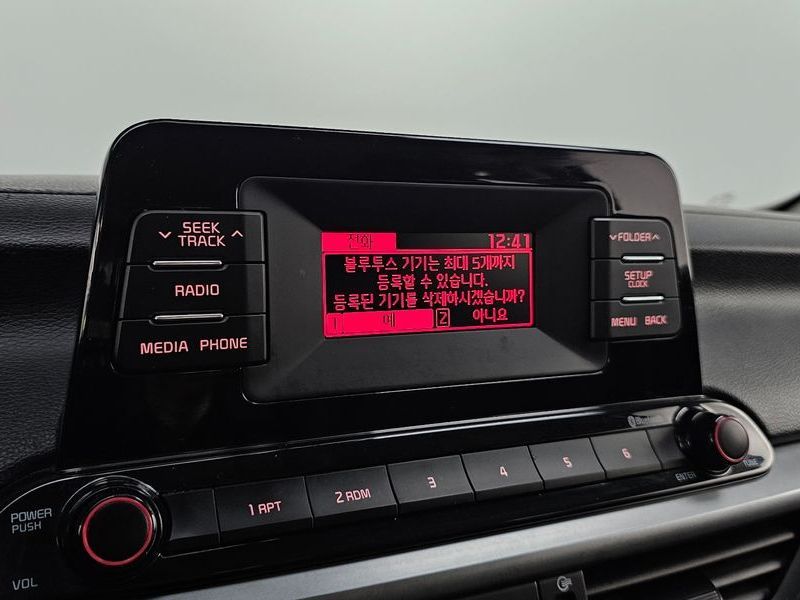 전화 12:41
블루투스 기기는 최대 5개까지
등록할 수 있습니다.
등록된 기기를 삭제하시겠습니까?
1 예 2 아니요
SEEK
TRACK
RADIO
MEDIA PHONE
FOLDER
SETUP
CLOCK
MENU BACK
Bluetooth
1 RPT 2 RDM 3 4 5 6
POWER
PUSH
VOL
ENTER
TUNE